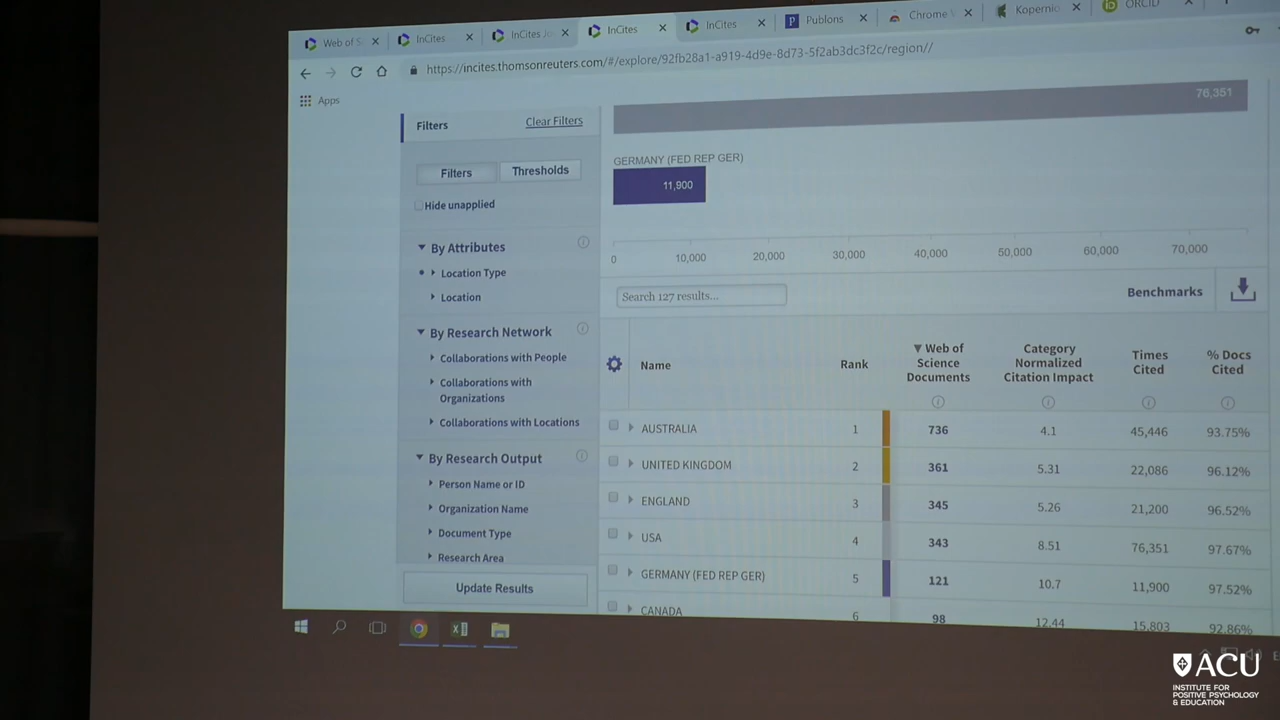 Web of S
InCites
InCites Jo
InCites
InCites
Publons
Chrome
Kopernio
ORCID
https://incites.thomsonreuters.com/#/explore/92fb28a1-a919-4d9e-8d73-5f2ab3dc3f2c/region//
Apps
Filters
Clear Filters
Filters
Thresholds
Hide unapplied
By Attributes
Location Type
Location
By Research Network
Collaborations with People
Collaborations with
Organizations
Collaborations with Locations
By Research Output
Person Name or ID
Organization Name
Document Type
Research Area
Update Results
76,351
GERMANY (FED REP GER)
11,900
0 10,000 20,000 30,000 40,000 50,000 60,000 70,000
Search 127 results...
Benchmarks
Name Rank Web of Science Documents Category Normalized Citation Impact Times Cited % Docs Cited
AUSTRALIA 1 736 4.1 45,446 93.75%
UNITED KINGDOM 2 361 5.31 22,086 96.12%
ENGLAND 3 345 5.26 21,200 96.52%
USA 4 343 8.51 76,351 97.67%
GERMANY (FED REP GER) 5 121 10.7 11,900 97.52%
CANADA 6 98 12.44 15,803 92.86%
ACU
INSTITUTE FOR
POSITIVE PSYCHOLOGY
& EDUCATION